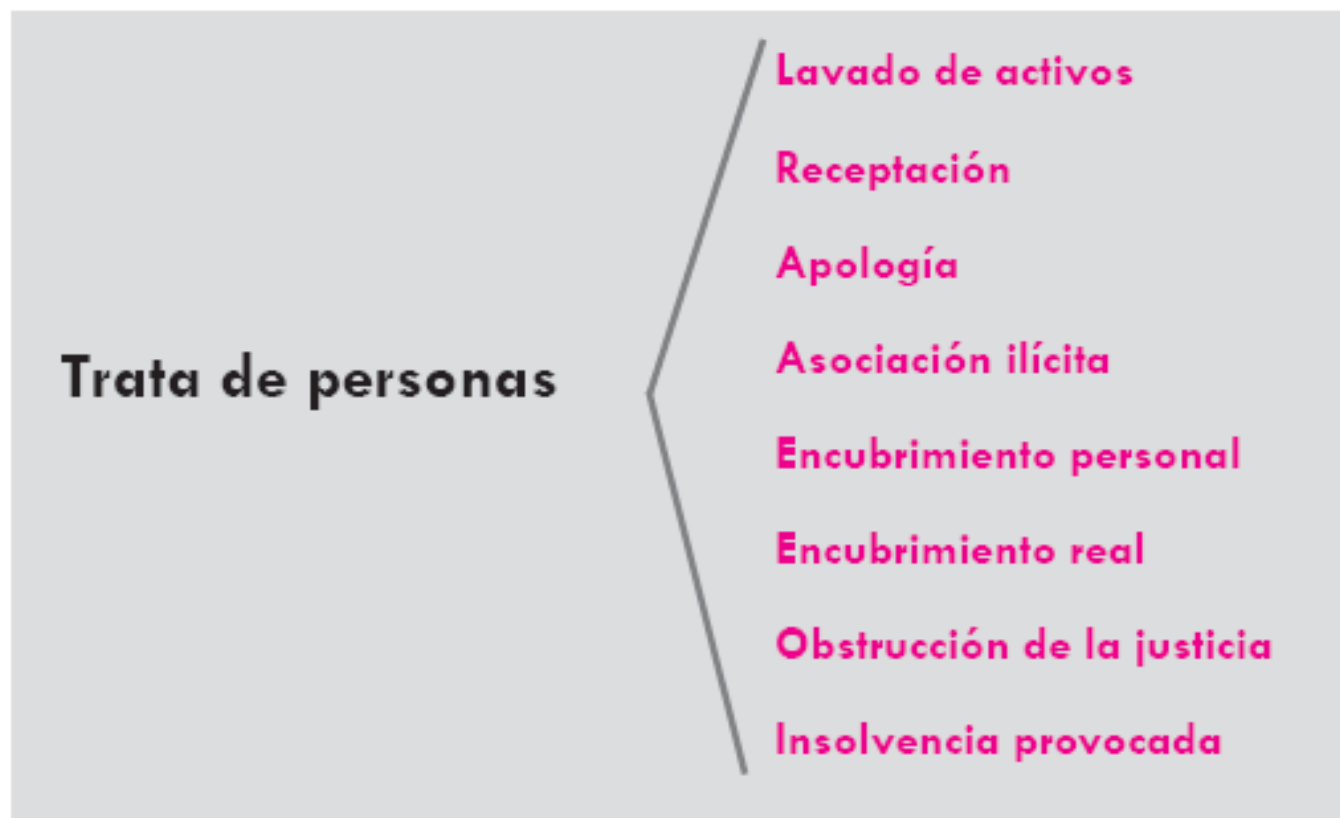 Trata de personas
Lavado de activos
Receptación
Apología
Asociación ilícita
Encubrimiento personal
Encubrimiento real
Obstrucción de la justicia
Insolvencia provocada